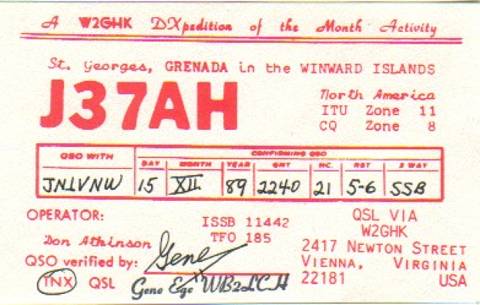 A W2GHK DXpedition of the Month Activity
St. Georges, GRENADA in the WINWARD ISLANDS
J37AH
North America
ITU Zone 11
CQ Zone 8
QSO WITH
CONFIRMING QSO
DAY MONTH YEAR GMT MC. RST 2 WAY
JN1VNW 15 XII 89 2240 21 5-6 SSB
OPERATOR:
Don Atkinson
ISSB 11442
TFO 185
QSO verified by: Gene
TNX QSL Gene Ege WB2LCH
QSL VIA
W2GHK
2417 NEWTON STREET
VIENNA, VIRGINIA
22181 USA